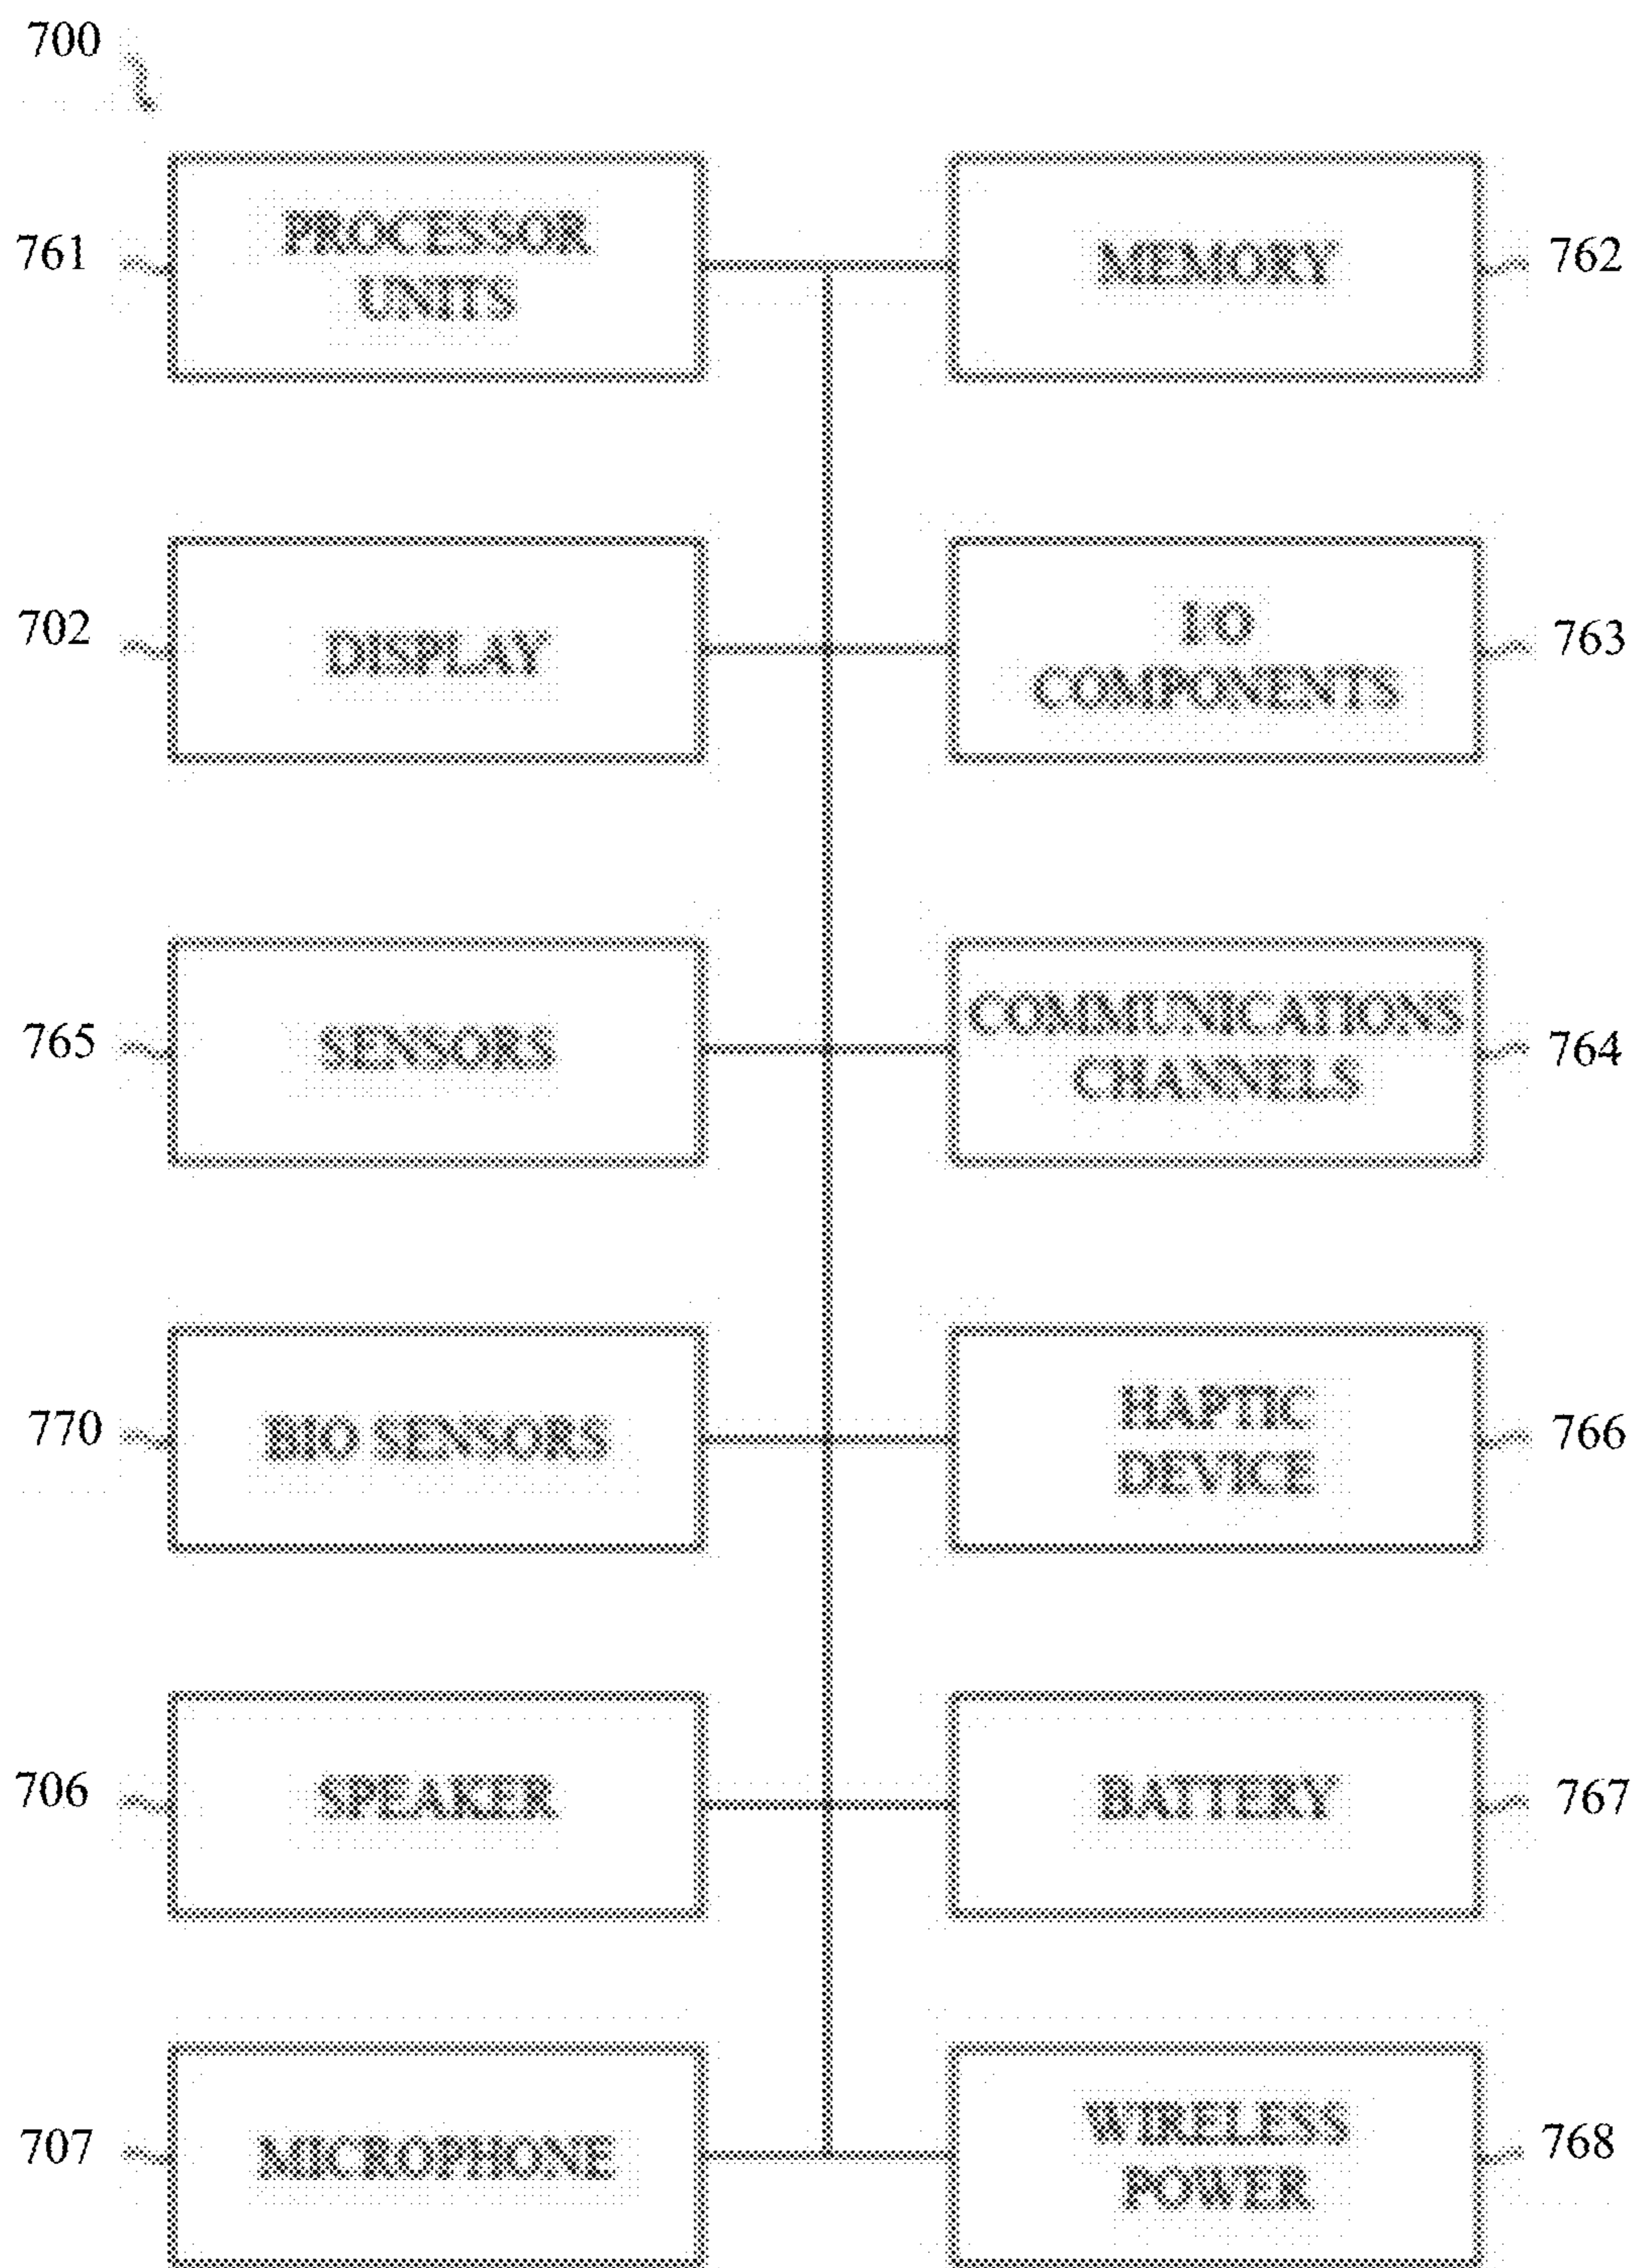 700
761
PROCESSOR
UNITS
MEMORY
762
702
DISPLAY
I/O
COMPONENTS
763
765
SENSORS
COMMUNICATIONS
CHANNELS
764
770
BIO SENSORS
HAPTIC
DEVICE
766
706
SPEAKER
BATTERY
767
707
MICROPHONE
WIRELESS
POWER
768